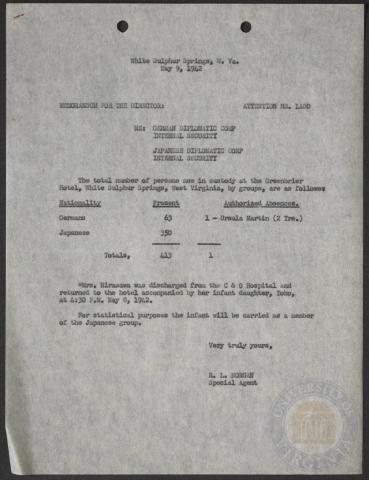 White Sulphur Springs, W. Va.
May 9, 1942
MEMORANDUM FOR THE DIRECTOR: ATTENTION MR. LADD
RE: GERMAN DIPLOMATIC CORP
INTERNAL SECURITY
JAPANESE DIPLOMATIC CORP
INTERNAL SECURITY
The total number of persons now in custody at the Greenbrier
Hotel, White Sulphur Springs, West Virginia, by groups, are as follows:
Nationality Present Authorized Absences.
Germans 63 1 - Ursula Martin (2 Yrs.)
Japanese 350
Totals, 413 1
*Mrs. Hirasawa was discharged from the C & O Hospital and
returned to the hotel accompanied by her infant daughter,
at 4:30 P.M. May 8, 1942.
For statistical purposes the infant will be carried as a member
of the Japanese group.
Very truly yours,
R. L.
Special Agent
UNIVERSITY OF VIRGINIA